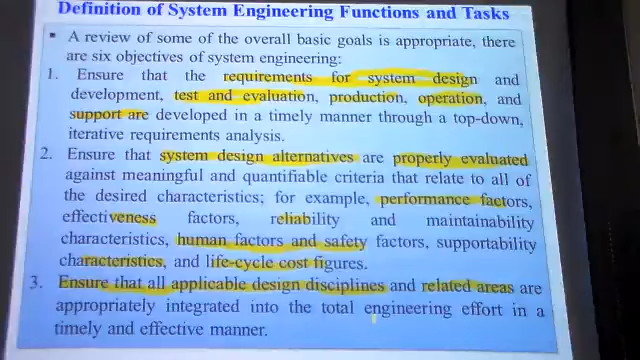 Definition of System Engineering Functions and Tasks
▪ A review of some of the overall basic goals is appropriate, there
are six objectives of system engineering:
1. Ensure that the requirements for system design and
development, test and evaluation, production, operation, and
support are developed in a timely manner through a top-down,
iterative requirements analysis.
2. Ensure that system design alternatives are properly evaluated
against meaningful and quantifiable criteria that relate to all of
the desired characteristics; for example, performance factors,
effectiveness factors, reliability and maintainability
characteristics, human factors and safety factors, supportability
characteristics, and life-cycle cost figures.
3. Ensure that all applicable design disciplines and related areas are
appropriately integrated into the total engineering effort in a
timely and effective manner.